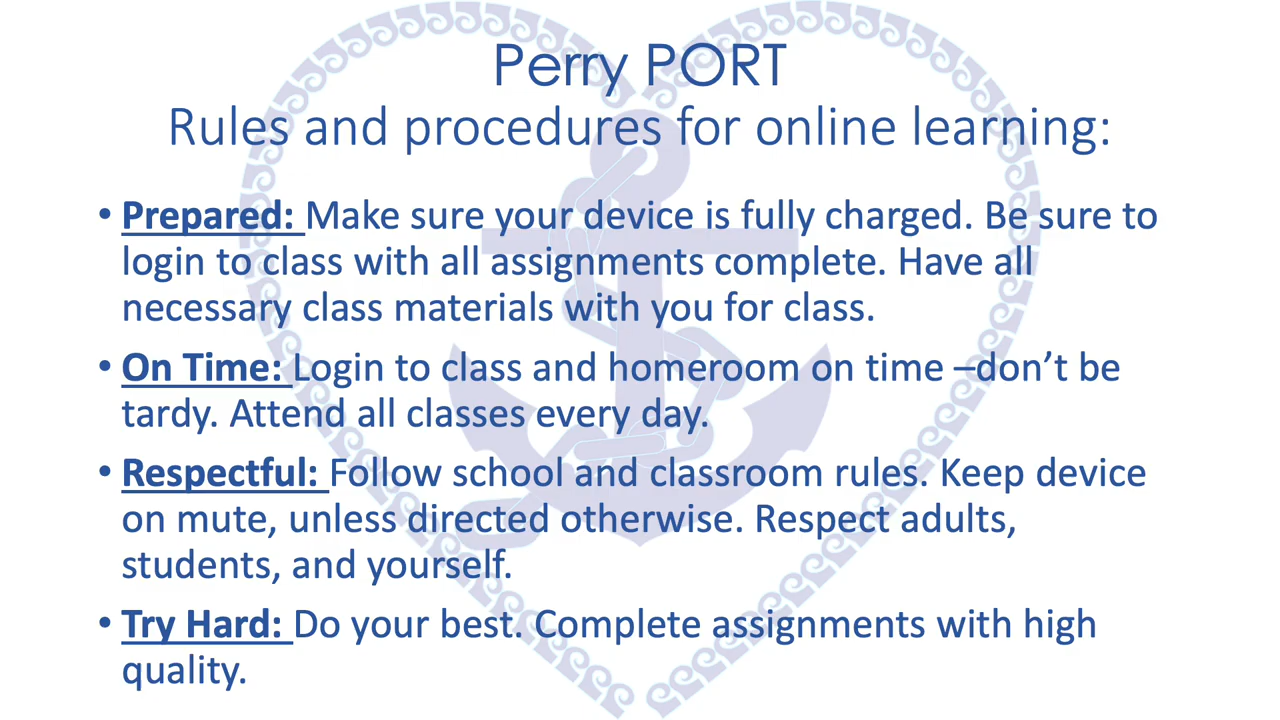 Perry PORT
Rules and procedures for online learning:
• Prepared: Make sure your device is fully charged. Be sure to
login to class with all assignments complete. Have all
necessary class materials with you for class.
• On Time: Login to class and homeroom on time –don’t be
tardy. Attend all classes every day.
• Respectful: Follow school and classroom rules. Keep device
on mute, unless directed otherwise. Respect adults,
students, and yourself.
• Try Hard: Do your best. Complete assignments with high
quality.